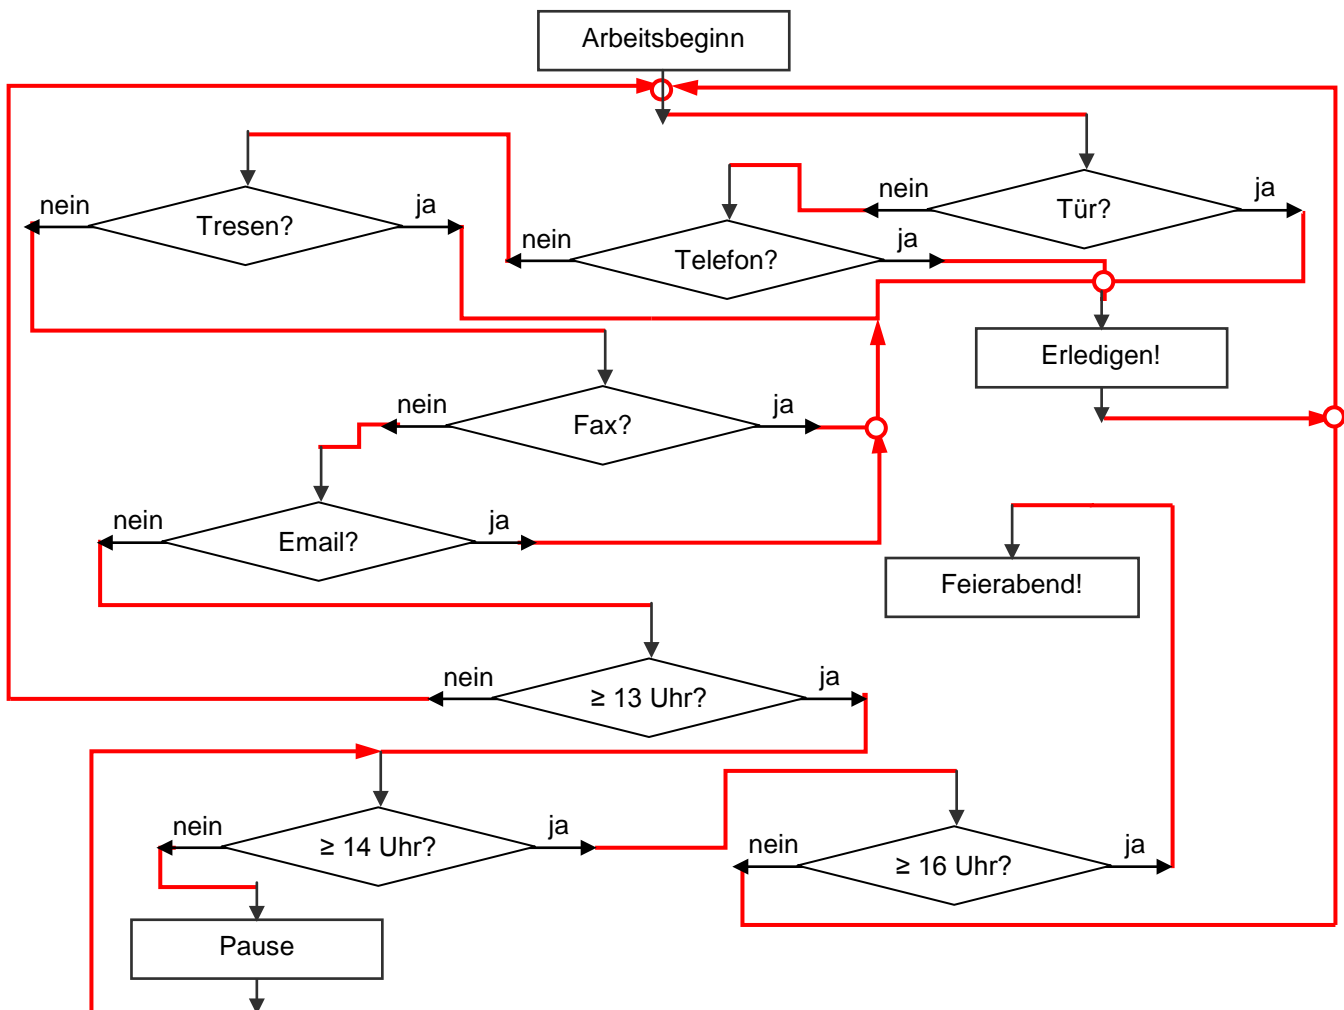 Arbeitsbeginn
nein
Tresen?
ja
nein
Telefon?
ja
nein
Tür?
ja
Erledigen!
nein
Fax?
ja
nein
Email?
ja
Feierabend!
nein
≥ 13 Uhr?
ja
nein
≥ 14 Uhr?
ja
nein
≥ 16 Uhr?
ja
Pause